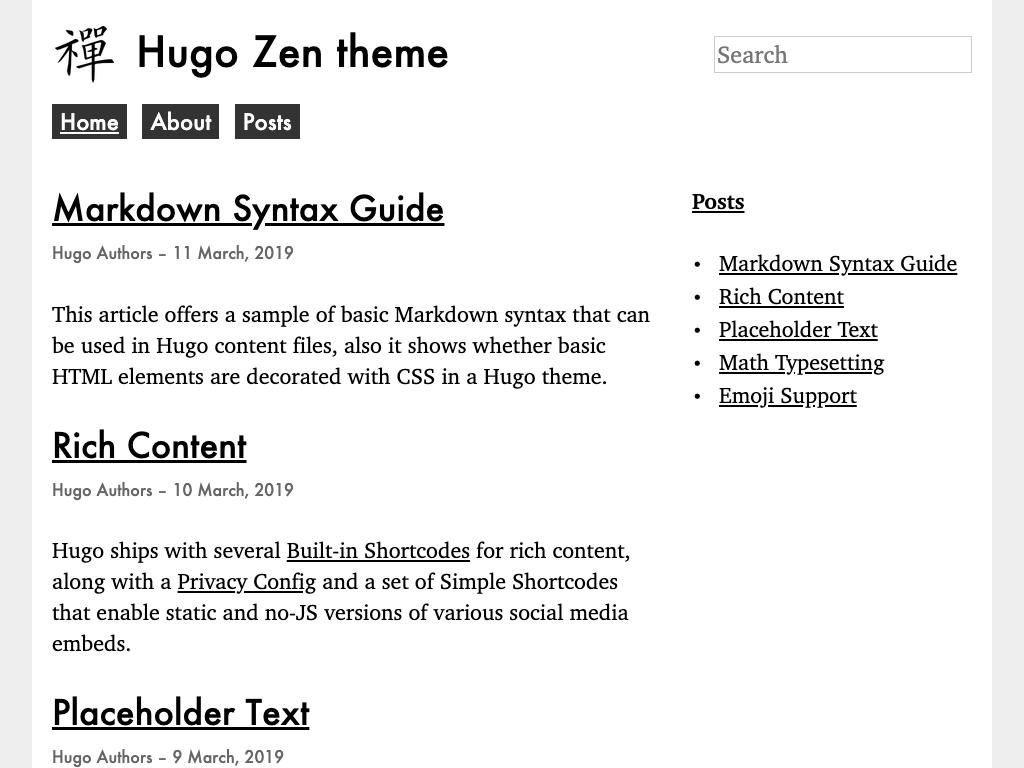 禪 Hugo Zen theme
Search
Home About Posts
Markdown Syntax Guide
Hugo Authors – 11 March, 2019
This article offers a sample of basic Markdown syntax that can
be used in Hugo content files, also it shows whether basic
HTML elements are decorated with CSS in a Hugo theme.
Rich Content
Hugo Authors – 10 March, 2019
Hugo ships with several Built-in Shortcodes for rich content,
along with a Privacy Config and a set of Simple Shortcodes
that enable static and no-JS versions of various social media
embeds.
Placeholder Text
Hugo Authors – 9 March, 2019
Posts
• Markdown Syntax Guide
• Rich Content
• Placeholder Text
• Math Typesetting
• Emoji Support